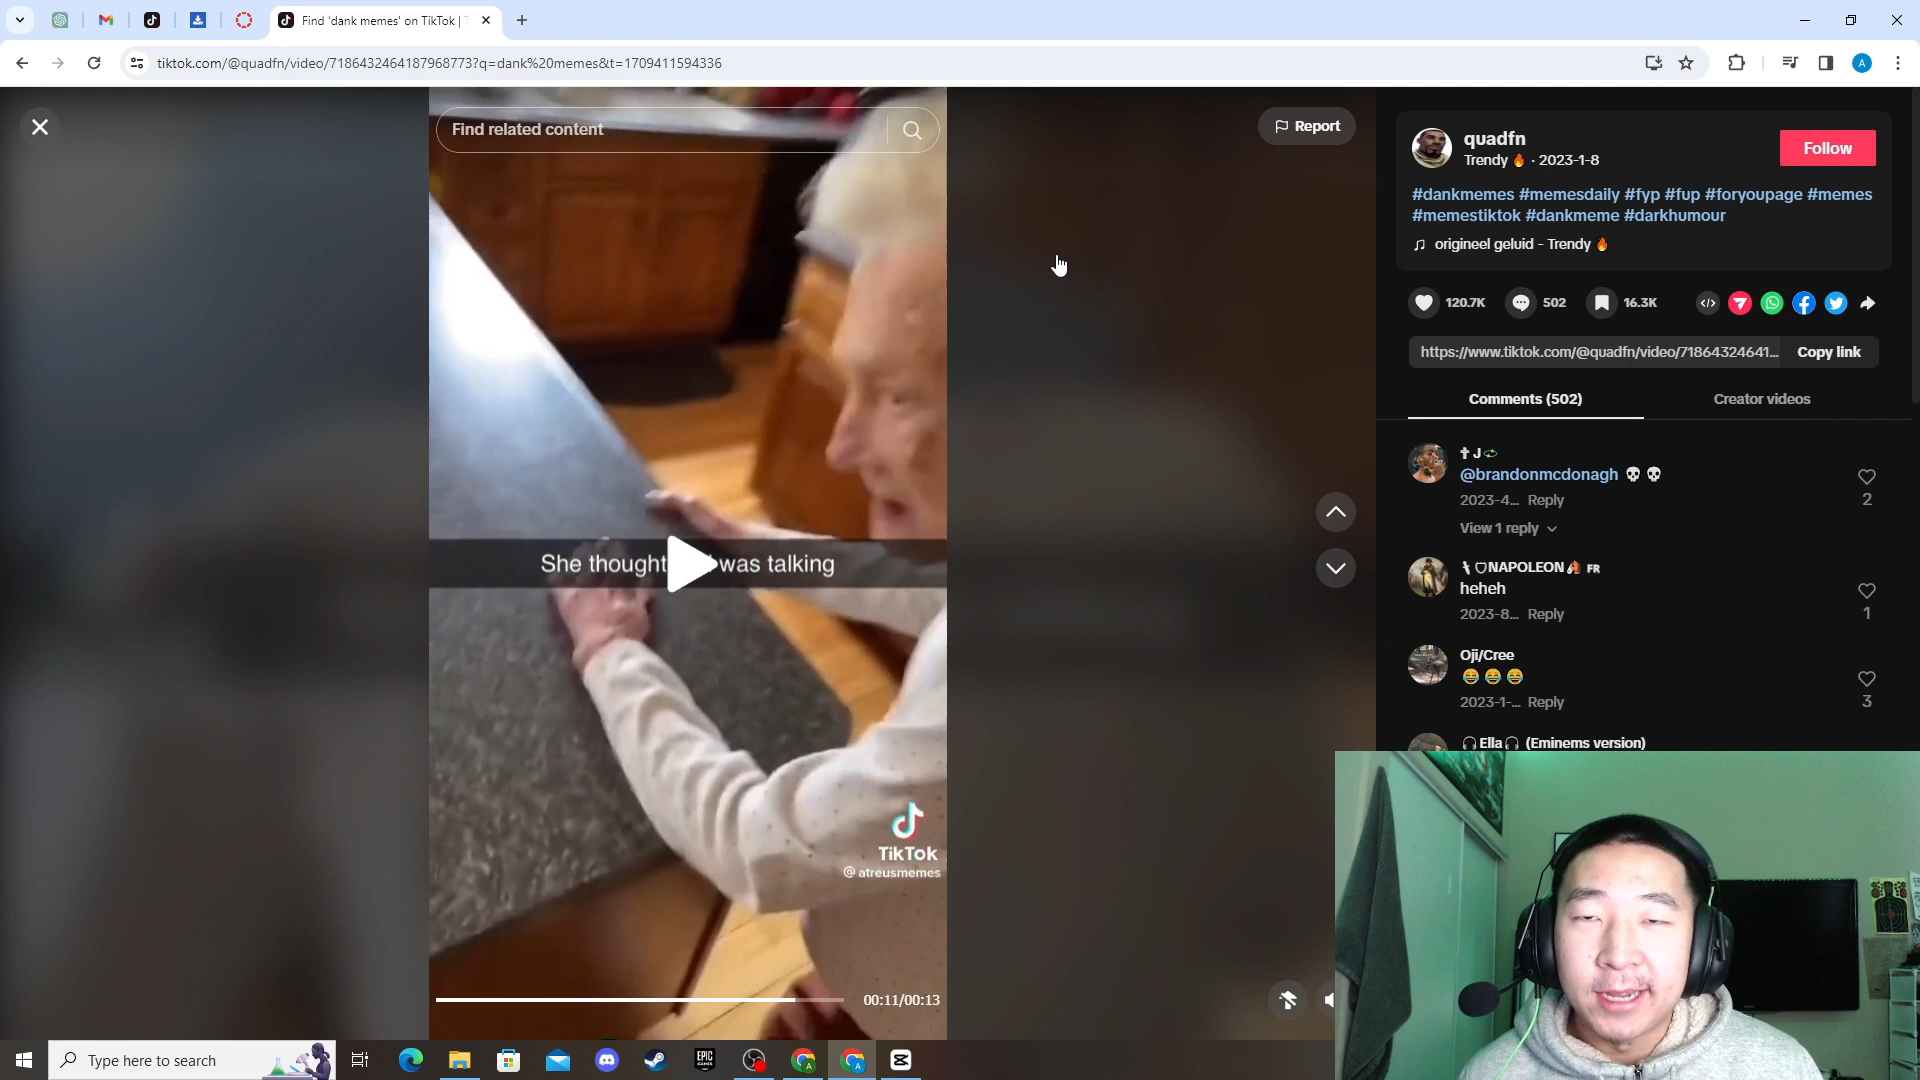 Find 'dank memes' on TikTok | T
tiktok.com/@quadfn/video/7186432464187968773?q=dank%20memes&t=1709411594336
A
Find related content
Report
quadfn
Trendy 🔥 · 2023-1-8
Follow
#dankmemes #memesdaily #fyp #fup #foryoupage #memes
#memestiktok #dankmeme #darkhumour
♫ origineel geluid - Trendy 🔥
120.7K
502
16.3K
https://www.tiktok.com/@quadfn/video/71864324641...
Copy link
Comments (502)
Creator videos
✝ J
@brandonmcdonagh 💀 💀
2023-4... Reply
2
View 1 reply
NAPOLEON FR
heheh
2023-8... Reply
1
Oji/Cree
😂 😂 😂
2023-1-... Reply
3
🎧Ella🎧 (Eminems version)
She thought was talking
TikTok
@atreusmemes
00:11/00:13
Type here to search
EPIC
GAMES
A
A